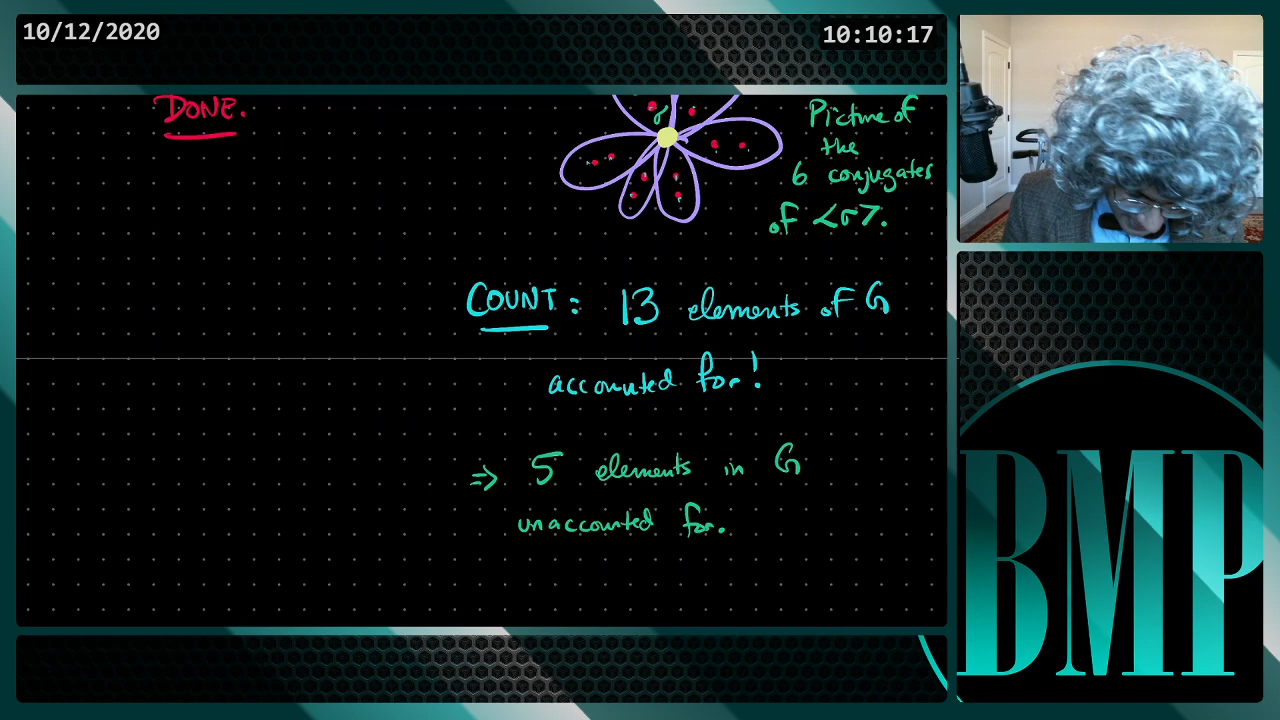 10/12/2020
10:10:17
DONE.
Picture of
the
6 conjugates
of <σ>.
COUNT: 13 elements of G
accounted for!
⇒ 5 elements in G
unaccounted for.
BMP